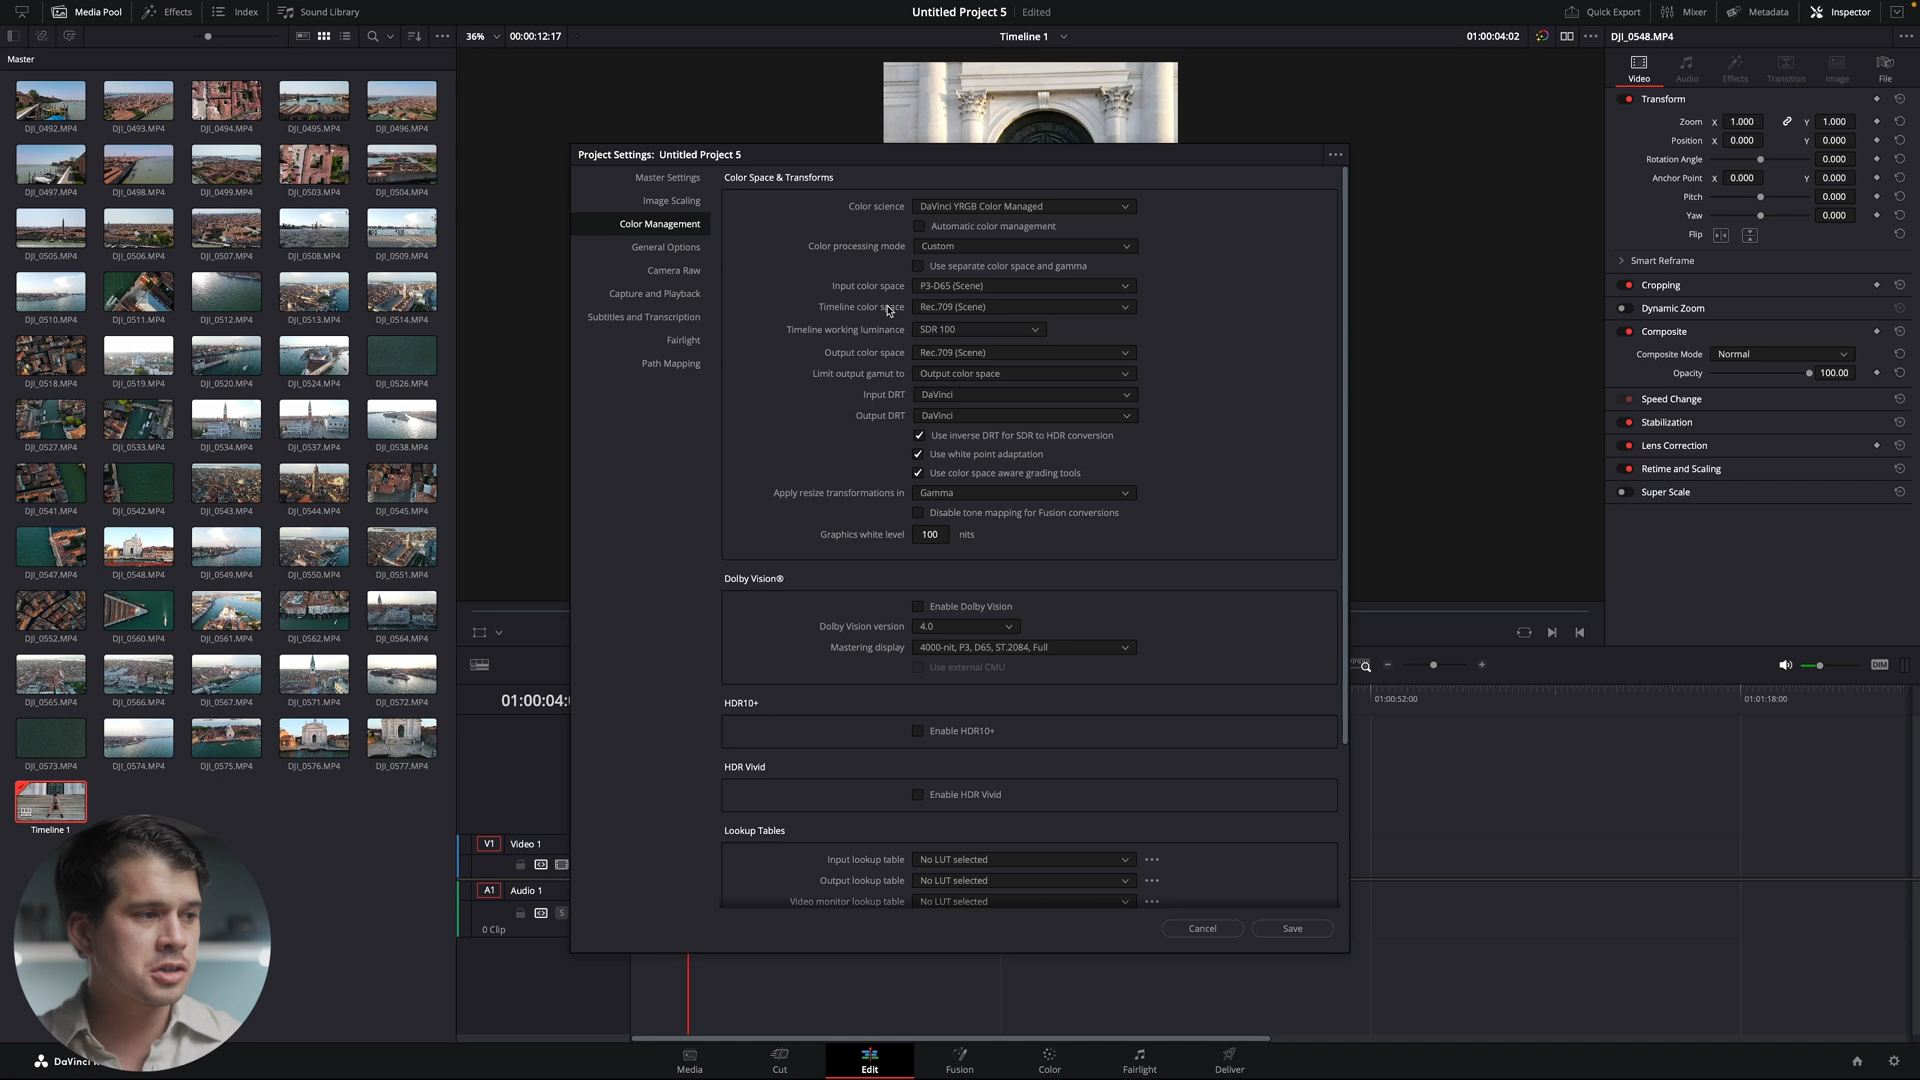 Media Pool
Effects
Index
Sound Library
Untitled Project 5 Edited
Quick Export
Mixer
Metadata
Inspector
36% 00:00:12:17
Timeline 1
01:00:04:02
DJI_0548.MP4
Master
DJI_0492.MP4 DJI_0493.MP4 DJI_0494.MP4 DJI_0495.MP4 DJI_0496.MP4
DJI_0497.MP4 DJI_0498.MP4 DJI_0499.MP4 DJI_0503.MP4 DJI_0504.MP4
DJI_0505.MP4 DJI_0506.MP4 DJI_0507.MP4 DJI_0508.MP4 DJI_0509.MP4
DJI_0510.MP4 DJI_0511.MP4 DJI_0512.MP4 DJI_0513.MP4 DJI_0514.MP4
DJI_0518.MP4 DJI_0519.MP4 DJI_0520.MP4 DJI_0524.MP4 DJI_0526.MP4
DJI_0527.MP4 DJI_0533.MP4 DJI_0534.MP4 DJI_0537.MP4 DJI_0538.MP4
DJI_0541.MP4 DJI_0542.MP4 DJI_0543.MP4 DJI_0544.MP4 DJI_0545.MP4
DJI_0547.MP4 DJI_0548.MP4 DJI_0549.MP4 DJI_0550.MP4 DJI_0551.MP4
DJI_0552.MP4 DJI_0560.MP4 DJI_0561.MP4 DJI_0562.MP4 DJI_0564.MP4
DJI_0565.MP4 DJI_0566.MP4 DJI_0567.MP4 DJI_0571.MP4 DJI_0572.MP4
DJI_0573.MP4 DJI_0574.MP4 DJI_0575.MP4 DJI_0576.MP4 DJI_0577.MP4
Timeline 1
Project Settings: Untitled Project 5
Master Settings
Image Scaling
Color Management
General Options
Camera Raw
Capture and Playback
Subtitles and Transcription
Fairlight
Path Mapping
Color Space & Transforms
Color science DaVinci YRGB Color Managed
Automatic color management
Color processing mode Custom
Use separate color space and gamma
Input color space P3-D65 (Scene)
Timeline color space Rec.709 (Scene)
Timeline working luminance SDR 100
Output color space Rec.709 (Scene)
Limit output gamut to Output color space
Input DRT DaVinci
Output DRT DaVinci
Use inverse DRT for SDR to HDR conversion
Use white point adaptation
Use color space aware grading tools
Apply resize transformations in Gamma
Disable tone mapping for Fusion conversions
Graphics white level 100 nits
Dolby Vision®
Enable Dolby Vision
Dolby Vision version 4.0
Mastering display 4000-nit, P3, D65, ST.2084, Full
Use external CMU
HDR10+
Enable HDR10+
HDR Vivid
Enable HDR Vivid
Lookup Tables
Input lookup table No LUT selected
Output lookup table No LUT selected
Video monitor lookup table No LUT selected
Cancel Save
Video Audio Effects Transition Image File
Transform
Zoom X 1.000 Y 1.000
Position X 0.000 Y 0.000
Rotation Angle 0.000
Anchor Point X 0.000 Y 0.000
Pitch 0.000
Yaw 0.000
Flip
Smart Reframe
Cropping
Dynamic Zoom
Composite
Composite Mode Normal
Opacity 100.00
Speed Change
Stabilization
Lens Correction
Retime and Scaling
Super Scale
DIM
01:00:04:0
01:00:52:00 01:01:18:00
V1 Video 1
A1 Audio 1
S
0 Clip
DaVinci
Media Cut Edit Fusion Color Fairlight Deliver